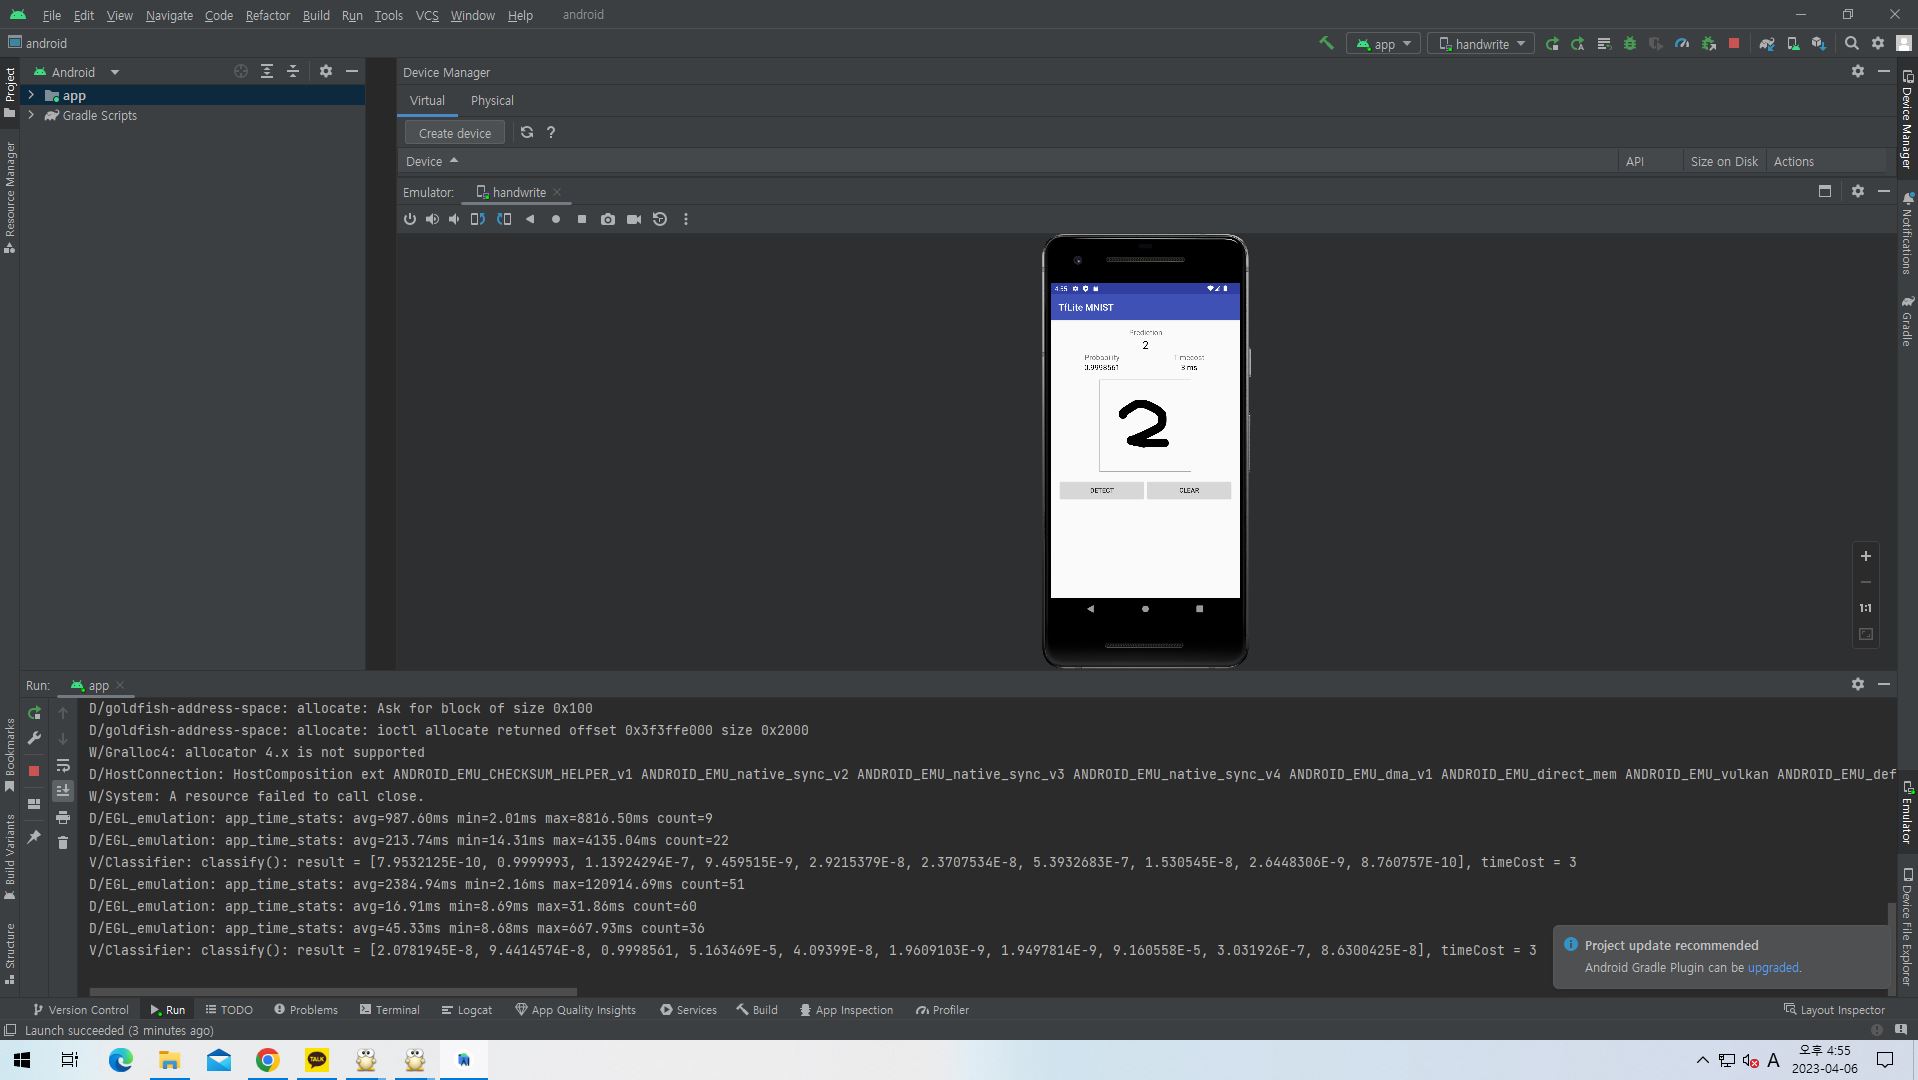 File Edit View Navigate Code Refactor Build Run Tools VCS Window Help android
android
app
handwrite
Project
Android
app
Gradle Scripts
Resource Manager
Device Manager
Virtual Physical
Create device ?
Device API Size on Disk Actions
Emulator: handwrite
4:55
TfLite MNIST
Prediction
2
Probability Timecost
0.9998561 3 ms
2
DETECT CLEAR
1:1
Device Manager
Notifications
Gradle
Emulator
Device File Explorer
Run: app
D/goldfish-address-space: allocate: Ask for block of size 0x100
D/goldfish-address-space: ioctl allocate returned offset 0x3f3ffe000 size 0x2000
W/Gralloc4: allocator 4.x is not supported
D/HostConnection: HostComposition ext ANDROID_EMU_CHECKSUM_HELPER_v1 ANDROID_EMU_native_sync_v2 ANDROID_EMU_native_sync_v3 ANDROID_EMU_native_sync_v4 ANDROID_EMU_dma_v1 ANDROID_EMU_direct_mem ANDROID_EMU_vulkan ANDROID_EMU_def
W/System: A resource failed to call close.
D/EGL_emulation: app_time_stats: avg=987.60ms min=2.01ms max=8816.50ms count=9
D/EGL_emulation: app_time_stats: avg=213.74ms min=14.31ms max=4135.04ms count=22
V/Classifier: classify(): result = [7.9532125E-10, 0.9999993, 1.13924294E-7, 9.459515E-9, 2.9215379E-8, 2.3707534E-8, 5.3932683E-7, 1.530545E-8, 2.6448306E-9, 8.760757E-10], timeCost = 3
D/EGL_emulation: app_time_stats: avg=2384.94ms min=2.16ms max=120914.69ms count=51
D/EGL_emulation: app_time_stats: avg=16.91ms min=8.69ms max=31.86ms count=60
D/EGL_emulation: app_time_stats: avg=45.33ms min=8.68ms max=667.93ms count=36
V/Classifier: classify(): result = [2.0781945E-8, 9.4414574E-8, 0.9998561, 5.163469E-5, 4.09399E-8, 1.9609103E-9, 1.9497814E-9, 9.160558E-5, 3.031926E-7, 8.6300425E-8], timeCost = 3
Bookmarks
Build Variants
Structure
Project update recommended
Android Gradle Plugin can be upgraded.
Version Control Run TODO Problems Terminal Logcat App Quality Insights Services Build App Inspection Profiler Layout Inspector
Launch succeeded (3 minutes ago)
TALK
A
오후 4:55
2023-04-06